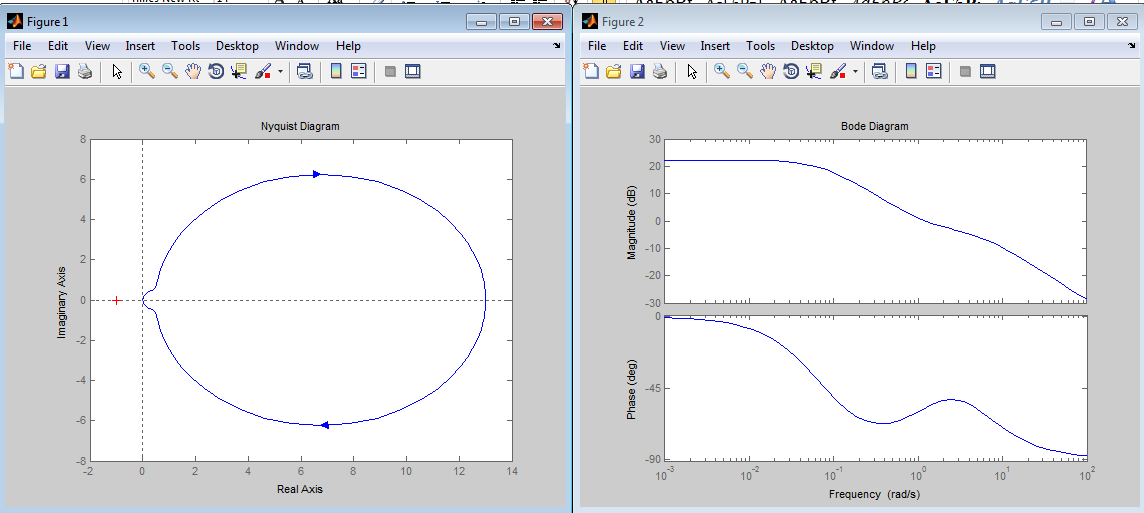 Figure 1
File Edit View Insert Tools Desktop Window Help
Nyquist Diagram
8
6
4
2
0
-2
-4
-6
-8
Imaginary Axis
-2 0 2 4 6 8 10 12 14
Real Axis
Figure 2
File Edit View Insert Tools Desktop Window Help
Bode Diagram
30
20
10
0
-10
-20
-30
Magnitude (dB)
0
-45
-90
Phase (deg)
10^-3 10^-2 10^-1 10^0 10^1 10^2
Frequency (rad/s)